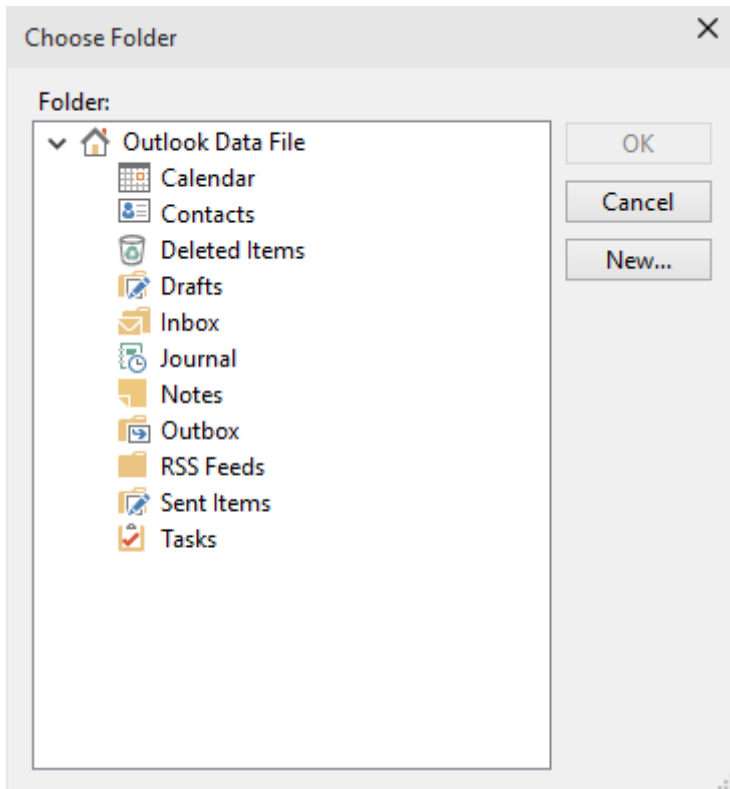 Choose Folder
Folder:
Outlook Data File
Calendar
Contacts
Deleted Items
Drafts
Inbox
Journal
Notes
Outbox
RSS Feeds
Sent Items
Tasks
OK
Cancel
New...